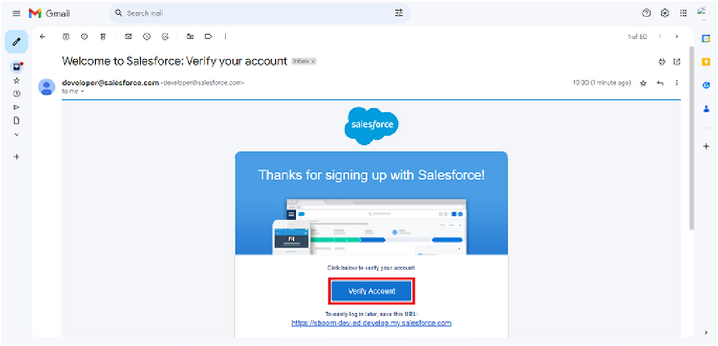 Gmail
Search mail
1 of 50
Welcome to Salesforce: Verify your account
Inbox x
developer@salesforce.com <developer@salesforce.com>
10:30 (1 minute ago)
to me
salesforce
Thanks for signing up with Salesforce!
Click below to verify your account
Verify Account
To easily log in later, save this URL:
https://sboom-dev-ed.develop.my.salesforce.com